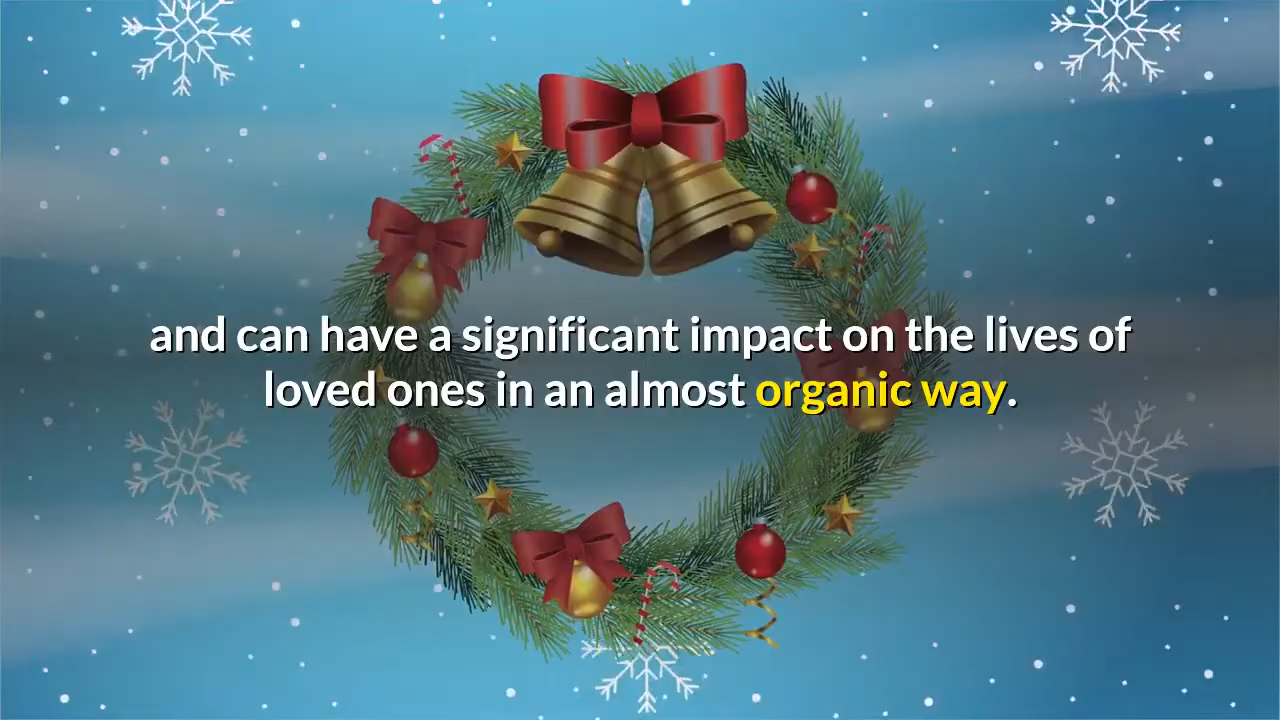 and can have a significant impact on the lives of
loved ones in an almost organic way.